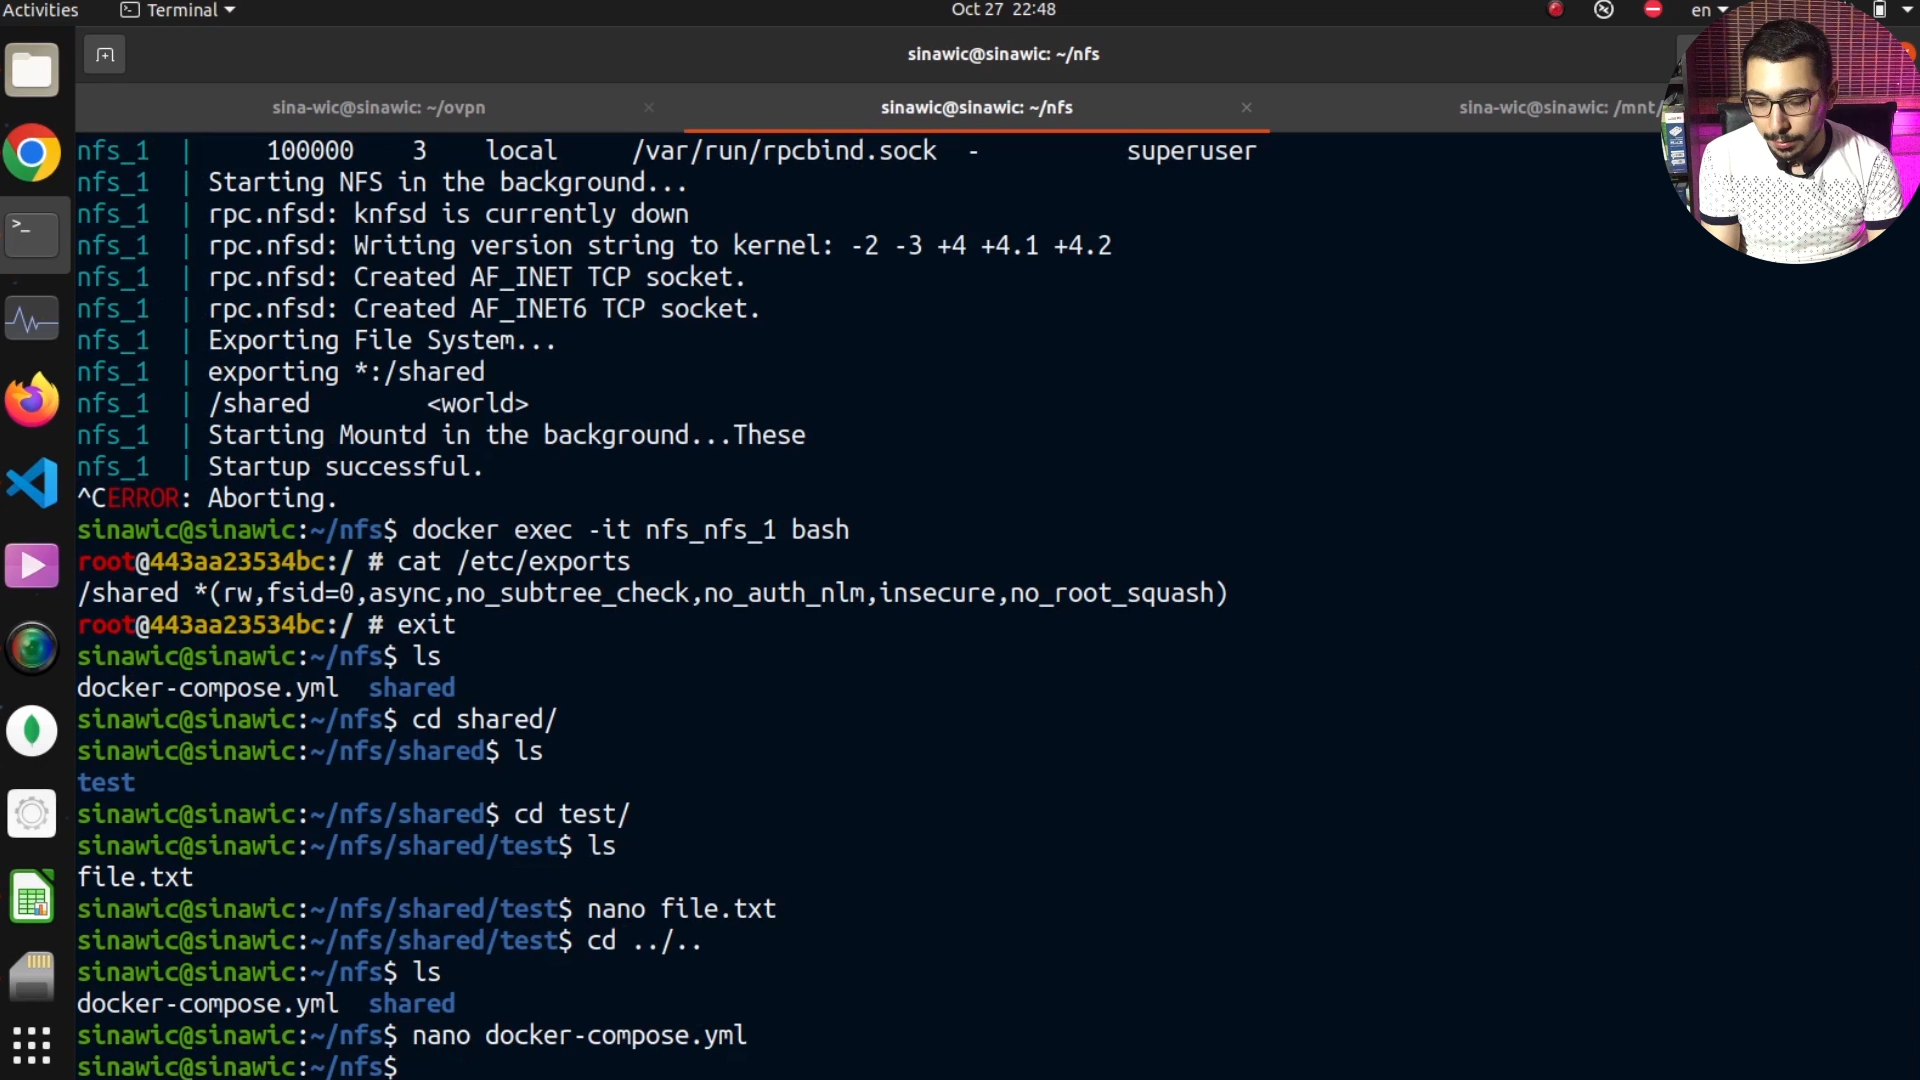 Activities
Terminal
Oct 27 22:48
en
sinawic@sinawic: ~/nfs
sina-wic@sinawic: ~/ovpn
sinawic@sinawic: ~/nfs
sina-wic@sinawic: /mnt/
nfs_1 | 100000 3 local /var/run/rpcbind.sock - superuser
nfs_1 | Starting NFS in the background...
nfs_1 | rpc.nfsd: knfsd is currently down
nfs_1 | rpc.nfsd: Writing version string to kernel: -2 -3 +4 +4.1 +4.2
nfs_1 | rpc.nfsd: Created AF_INET TCP socket.
nfs_1 | rpc.nfsd: Created AF_INET6 TCP socket.
nfs_1 | Exporting File System...
nfs_1 | exporting *:/shared
nfs_1 | /shared <world>
nfs_1 | Starting Mountd in the background...These
nfs_1 | Startup successful.
^CERROR: Aborting.
sinawic@sinawic:~/nfs$ docker exec -it nfs_nfs_1 bash
root@443aa23534bc:/ # cat /etc/exports
/shared *(rw,fsid=0,async,no_subtree_check,no_auth_nlm,insecure,no_root_squash)
root@443aa23534bc:/ # exit
sinawic@sinawic:~/nfs$ ls
docker-compose.yml shared
sinawic@sinawic:~/nfs$ cd shared/
sinawic@sinawic:~/nfs/shared$ ls
test
sinawic@sinawic:~/nfs/shared$ cd test/
sinawic@sinawic:~/nfs/shared/test$ ls
file.txt
sinawic@sinawic:~/nfs/shared/test$ nano file.txt
sinawic@sinawic:~/nfs/shared/test$ cd ../..
sinawic@sinawic:~/nfs$ ls
docker-compose.yml shared
sinawic@sinawic:~/nfs$ nano docker-compose.yml
sinawic@sinawic:~/nfs$